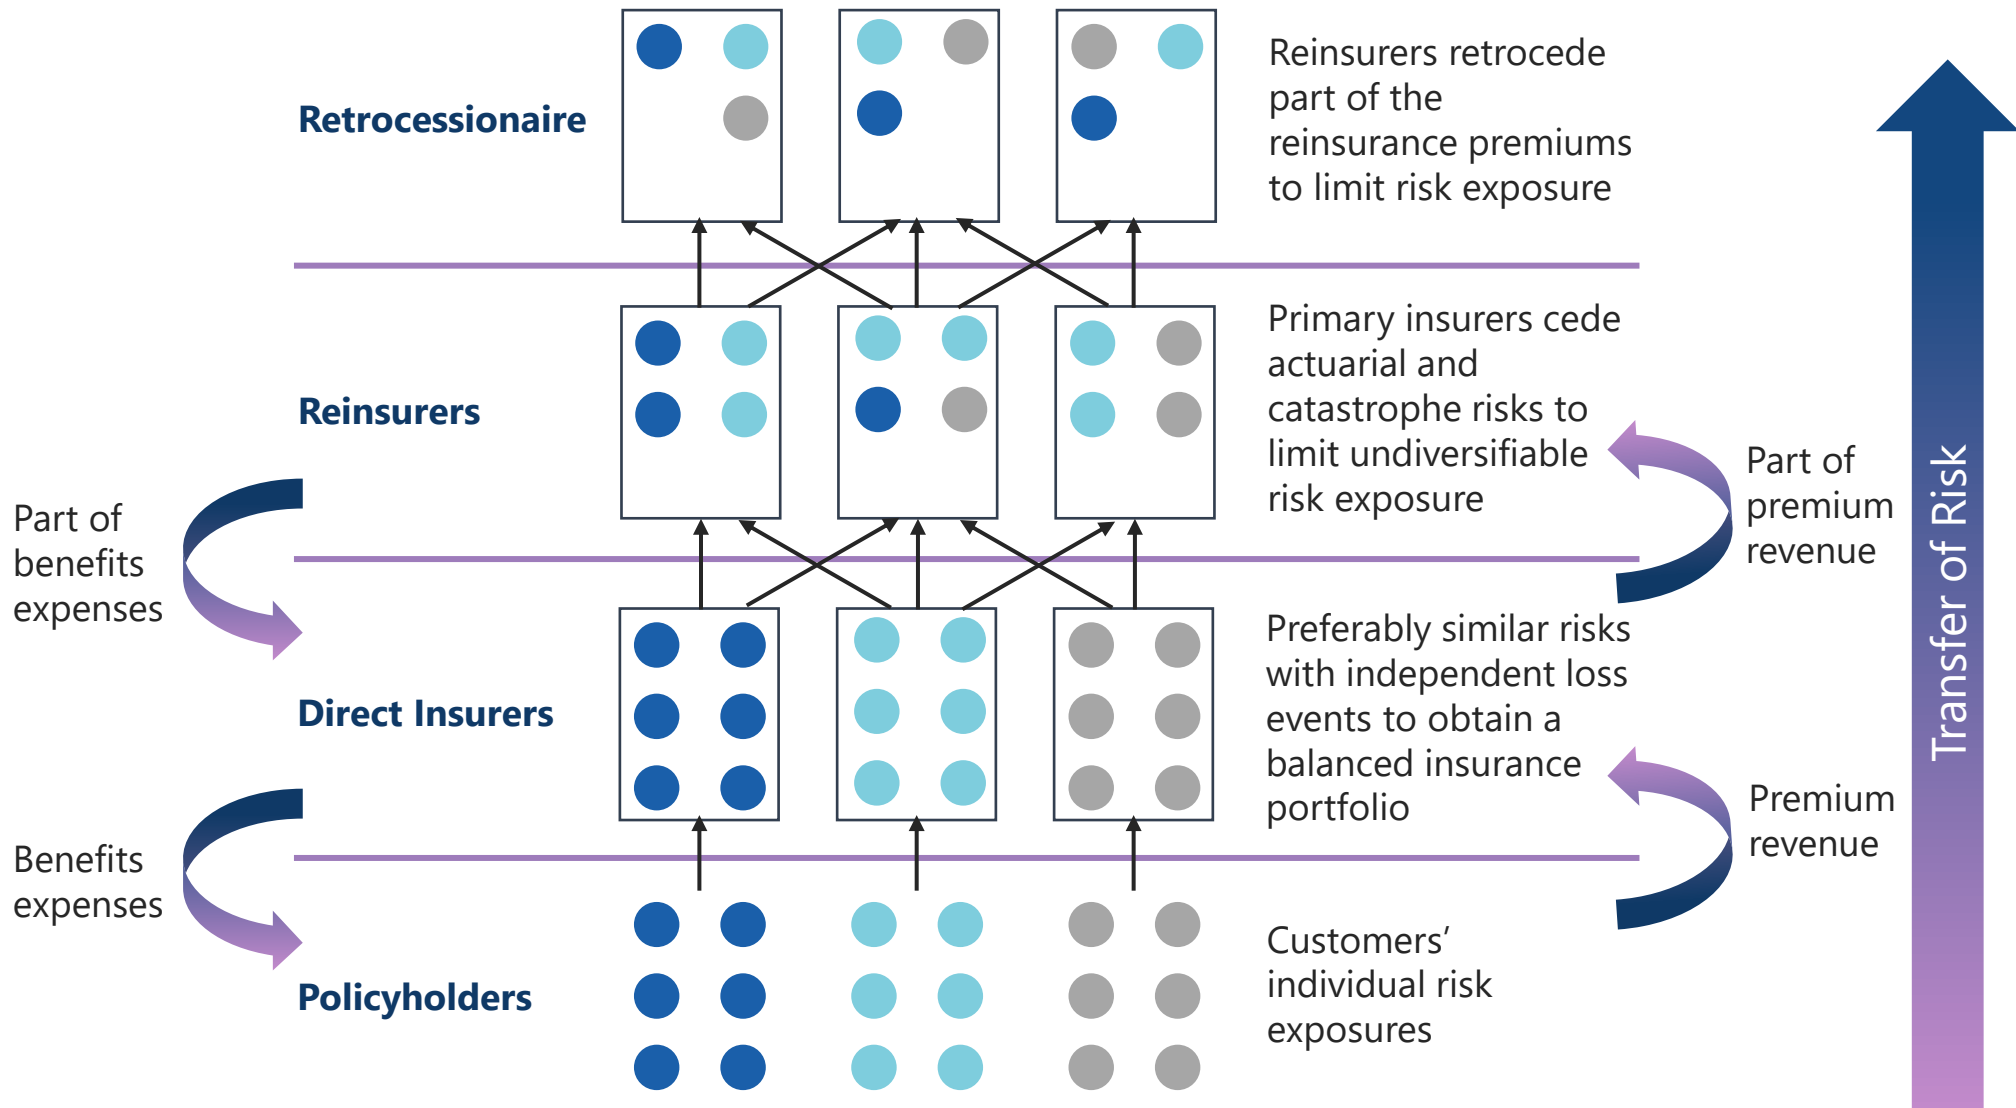 Retrocessionaire
Reinsurers retrocede
part of the
reinsurance premiums
to limit risk exposure
Reinsurers
Primary insurers cede
actuarial and
catastrophe risks to
limit undiversifiable
risk exposure
Part of
benefits
expenses
Part of
premium
revenue
Direct Insurers
Preferably similar risks
with independent loss
events to obtain a
balanced insurance
portfolio
Benefits
expenses
Premium
revenue
Policyholders
Customers’
individual risk
exposures
Transfer of Risk